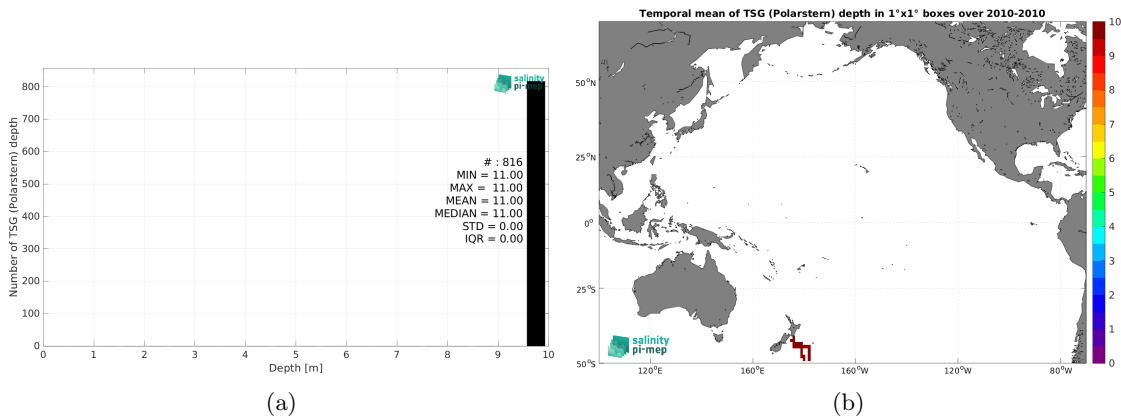 salinity
pi-mep
Number of TSG (Polarstern) depth
800
700
600
500
400
300
200
100
0
# : 816
MIN = 11.00
MAX = 11.00
MEAN = 11.00
MEDIAN = 11.00
STD = 0.00
IQR = 0.00
0 1 2 3 4 5 6 7 8 9 10
Depth [m]
(a)
Temporal mean of TSG (Polarstern) depth in 1°x1° boxes over 2010-2010
50°N
25°N
0°
25°S
50°S
120°E 160°E 160°W 120°W 80°W
salinity
pi-mep
10
9
8
7
6
5
4
3
2
1
0
(b)